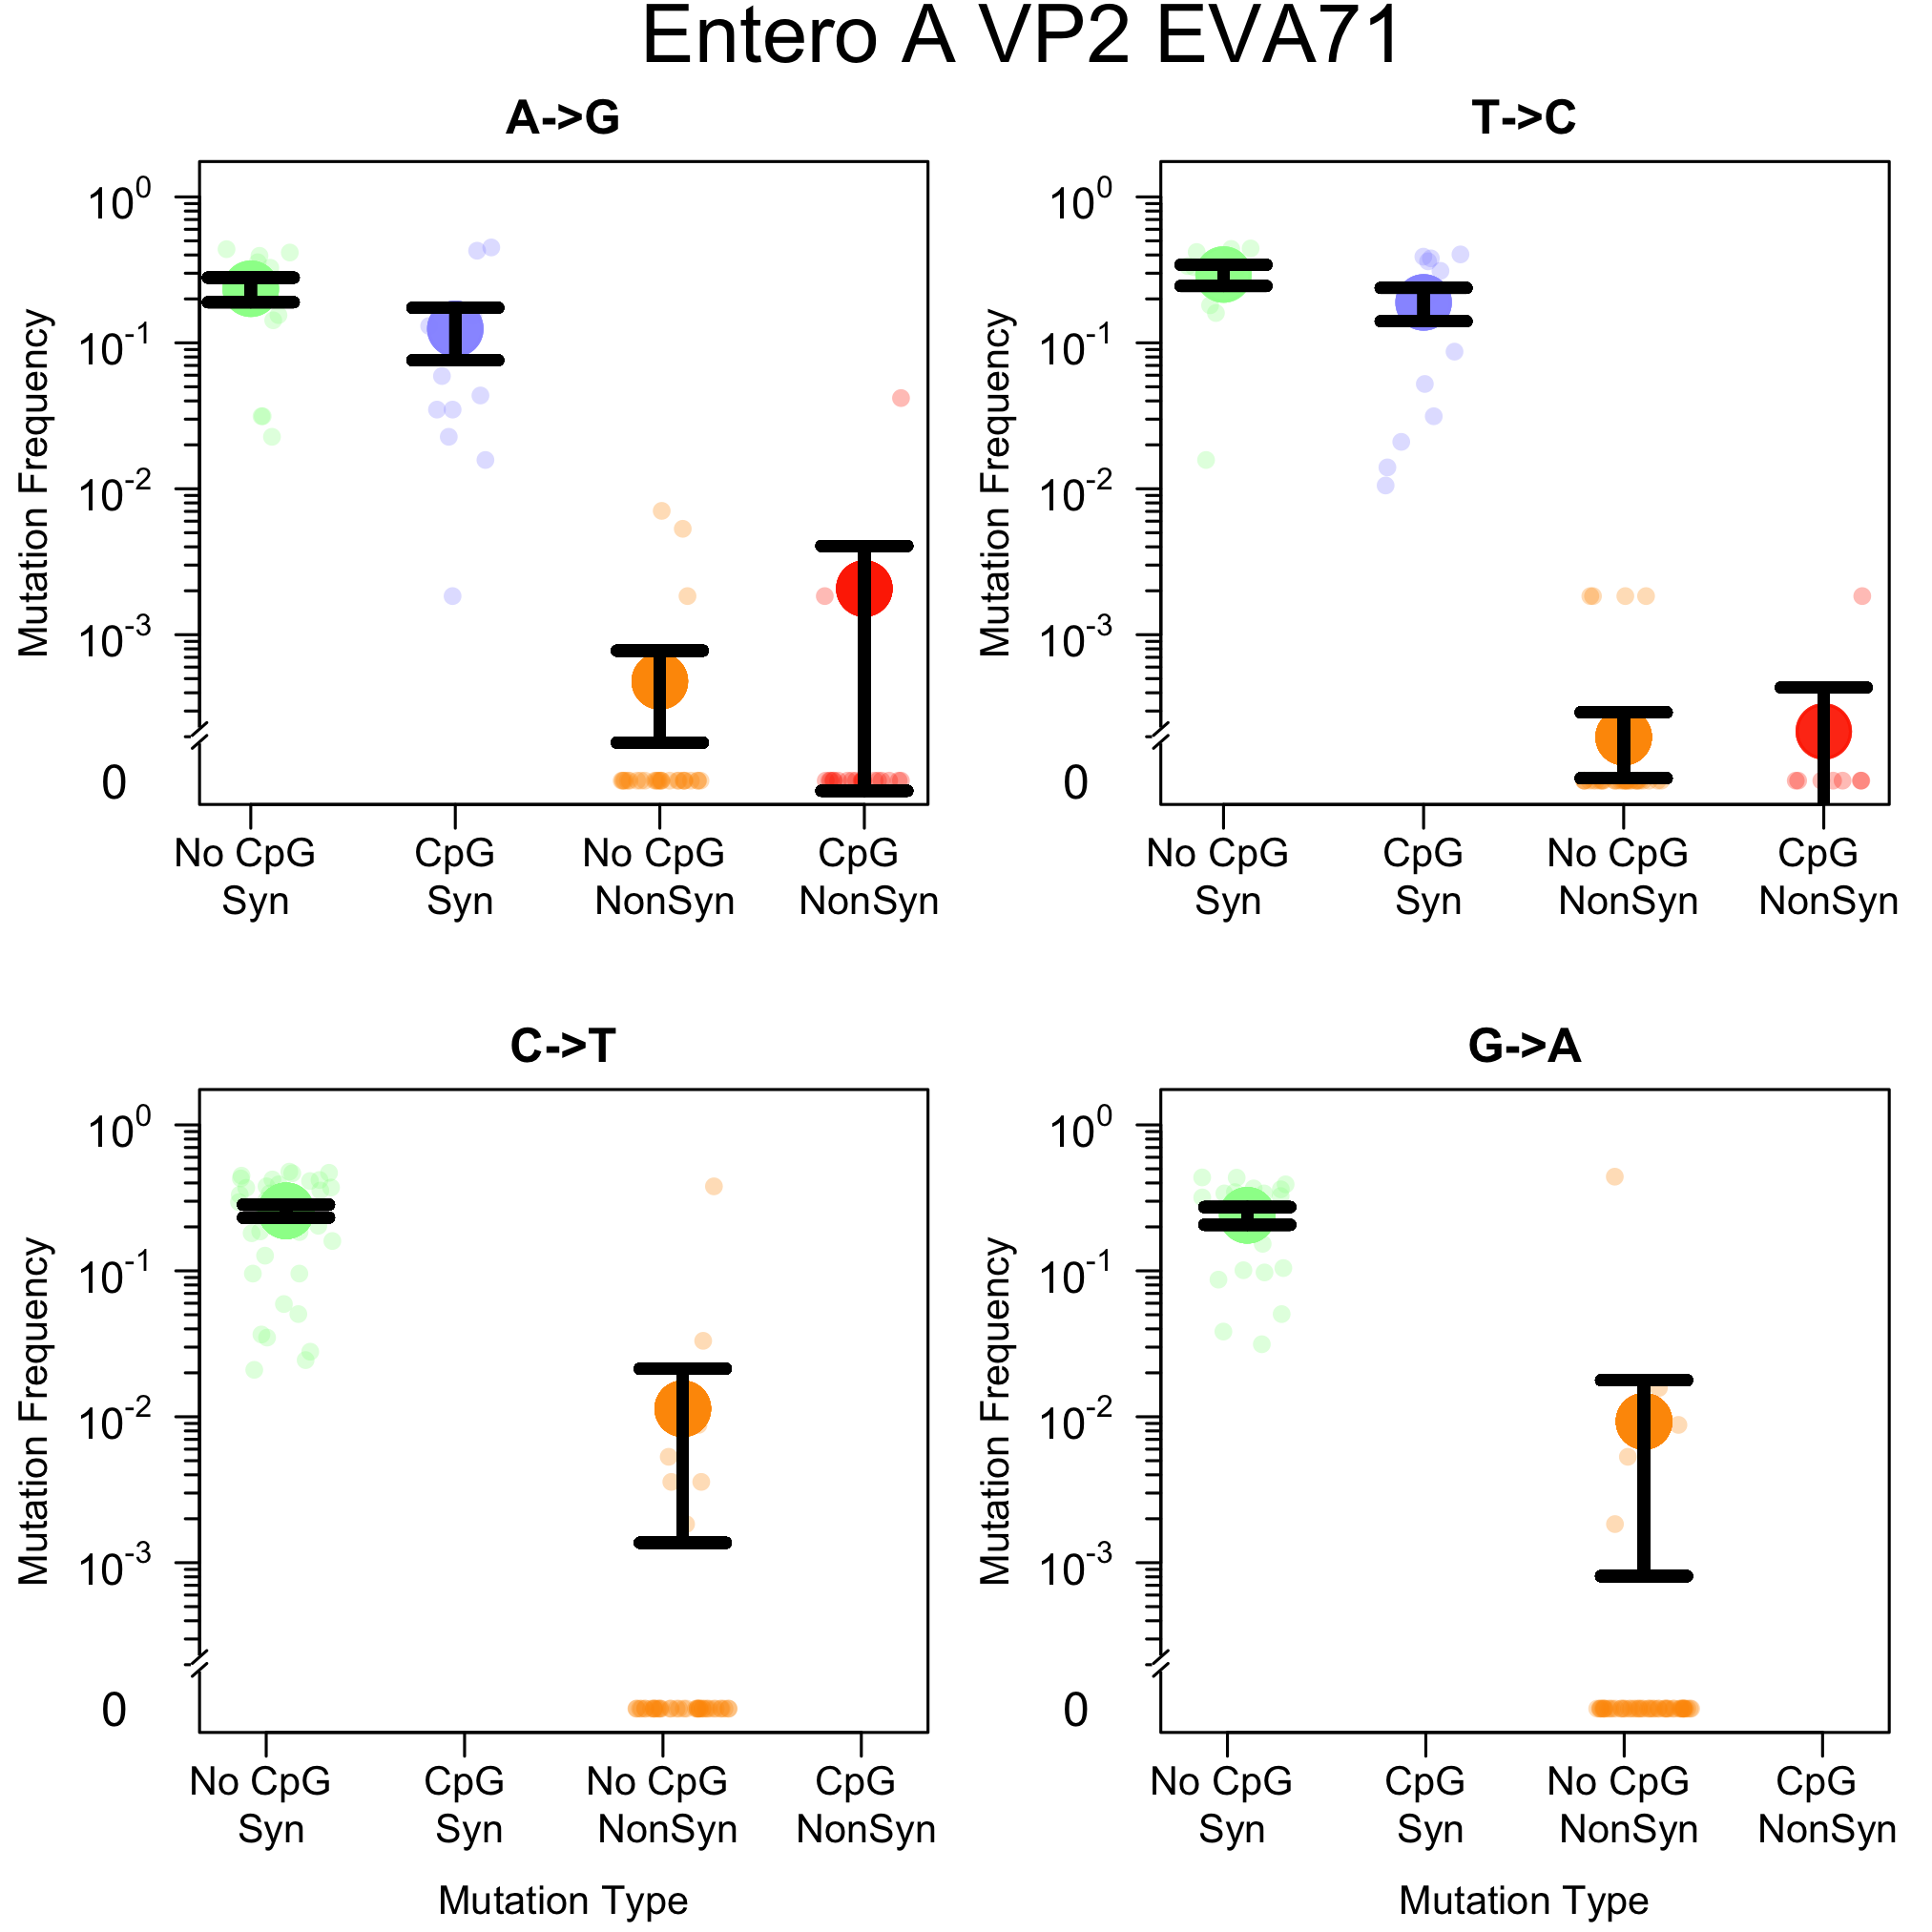 Entero A VP2 EVA71
A->G
Mutation Frequency
10^0
10^-1
10^-2
10^-3
0
No CpG CpG No CpG CpG
Syn Syn NonSyn NonSyn
T->C
Mutation Frequency
10^0
10^-1
10^-2
10^-3
0
No CpG CpG No CpG CpG
Syn Syn NonSyn NonSyn
C->T
Mutation Frequency
10^0
10^-1
10^-2
10^-3
0
No CpG CpG No CpG CpG
Syn Syn NonSyn NonSyn
Mutation Type
G->A
Mutation Frequency
10^0
10^-1
10^-2
10^-3
0
No CpG CpG No CpG CpG
Syn Syn NonSyn NonSyn
Mutation Type